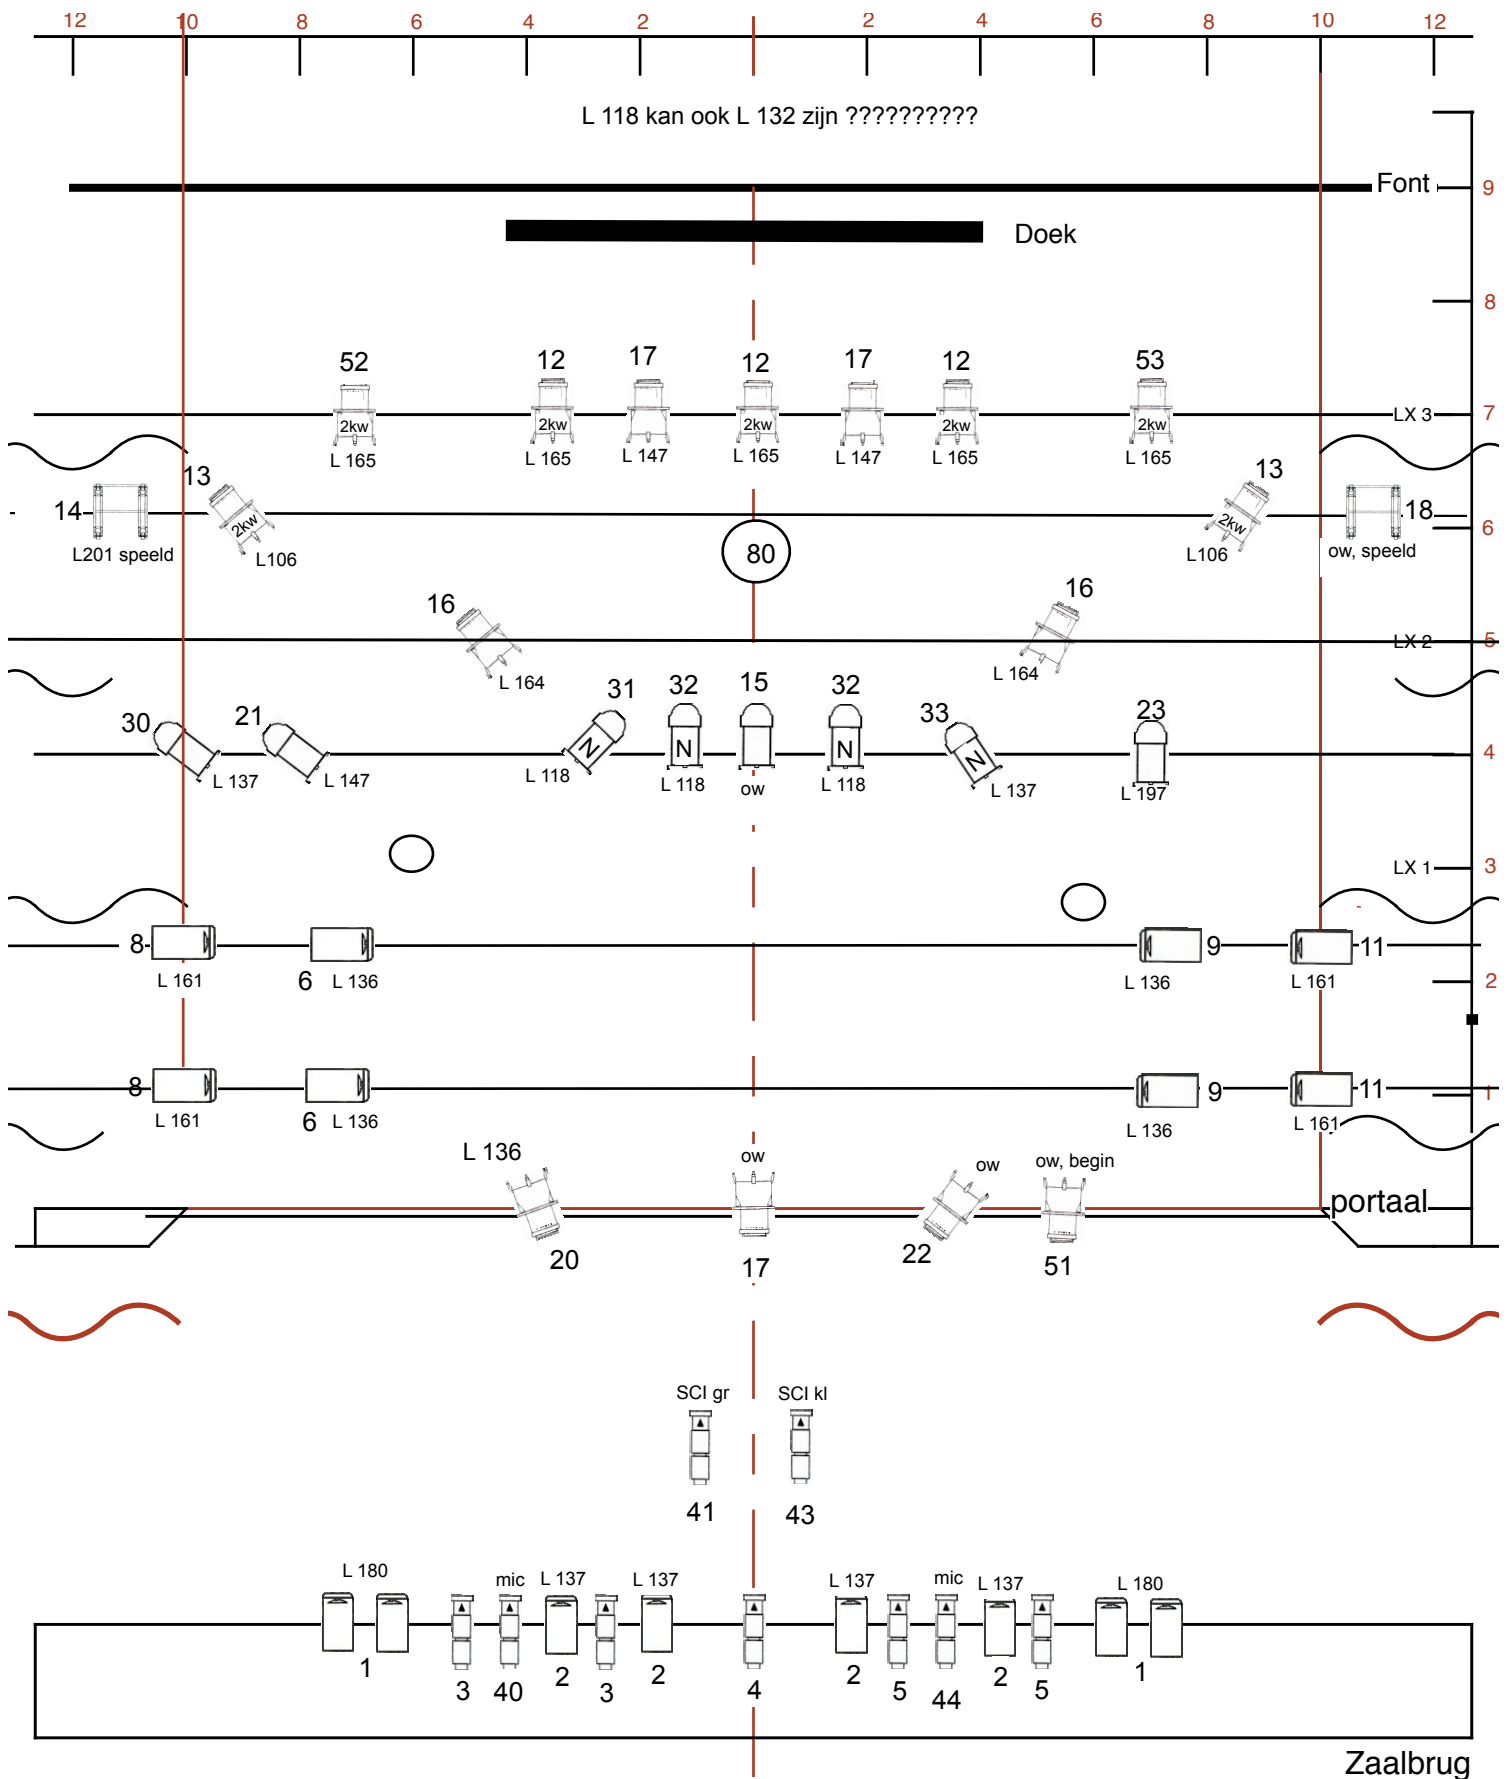 12 10 8 6 4 2 2 4 6 8 10 12
L 118 kan ook L 132 zijn ??????????
Font 9
Doek
8
52 12 17 12 17 12 53
LX 3 7
2kw 2kw 2kw 2kw 2kw
L 165 L 165 L 147 L 165 L 147 L 165 L 165
13 13
14 2kw 2kw 18
6
L201 speeld L106 80 L106 ow, speeld
16 16
LX 2 5
L 164 L 164
30 21 31 32 15 32 33 23
N N N N 4
L 137 L 147 L 118 L 118 ow L 118 L 137 L 197
LX 1 3
8 9 11
L 161 6 L 136 L 136 L 161 2
8 9 11 1
L 161 6 L 136 L 136 L 161
L 136 ow ow ow, begin
portaal
20 17 22 51
SCI gr SCI kl
41 43
L 180 mic L 137 L 137 L 137 mic L 137 L 180
1 3 40 2 3 2 4 2 5 44 2 5 1
Zaalbrug